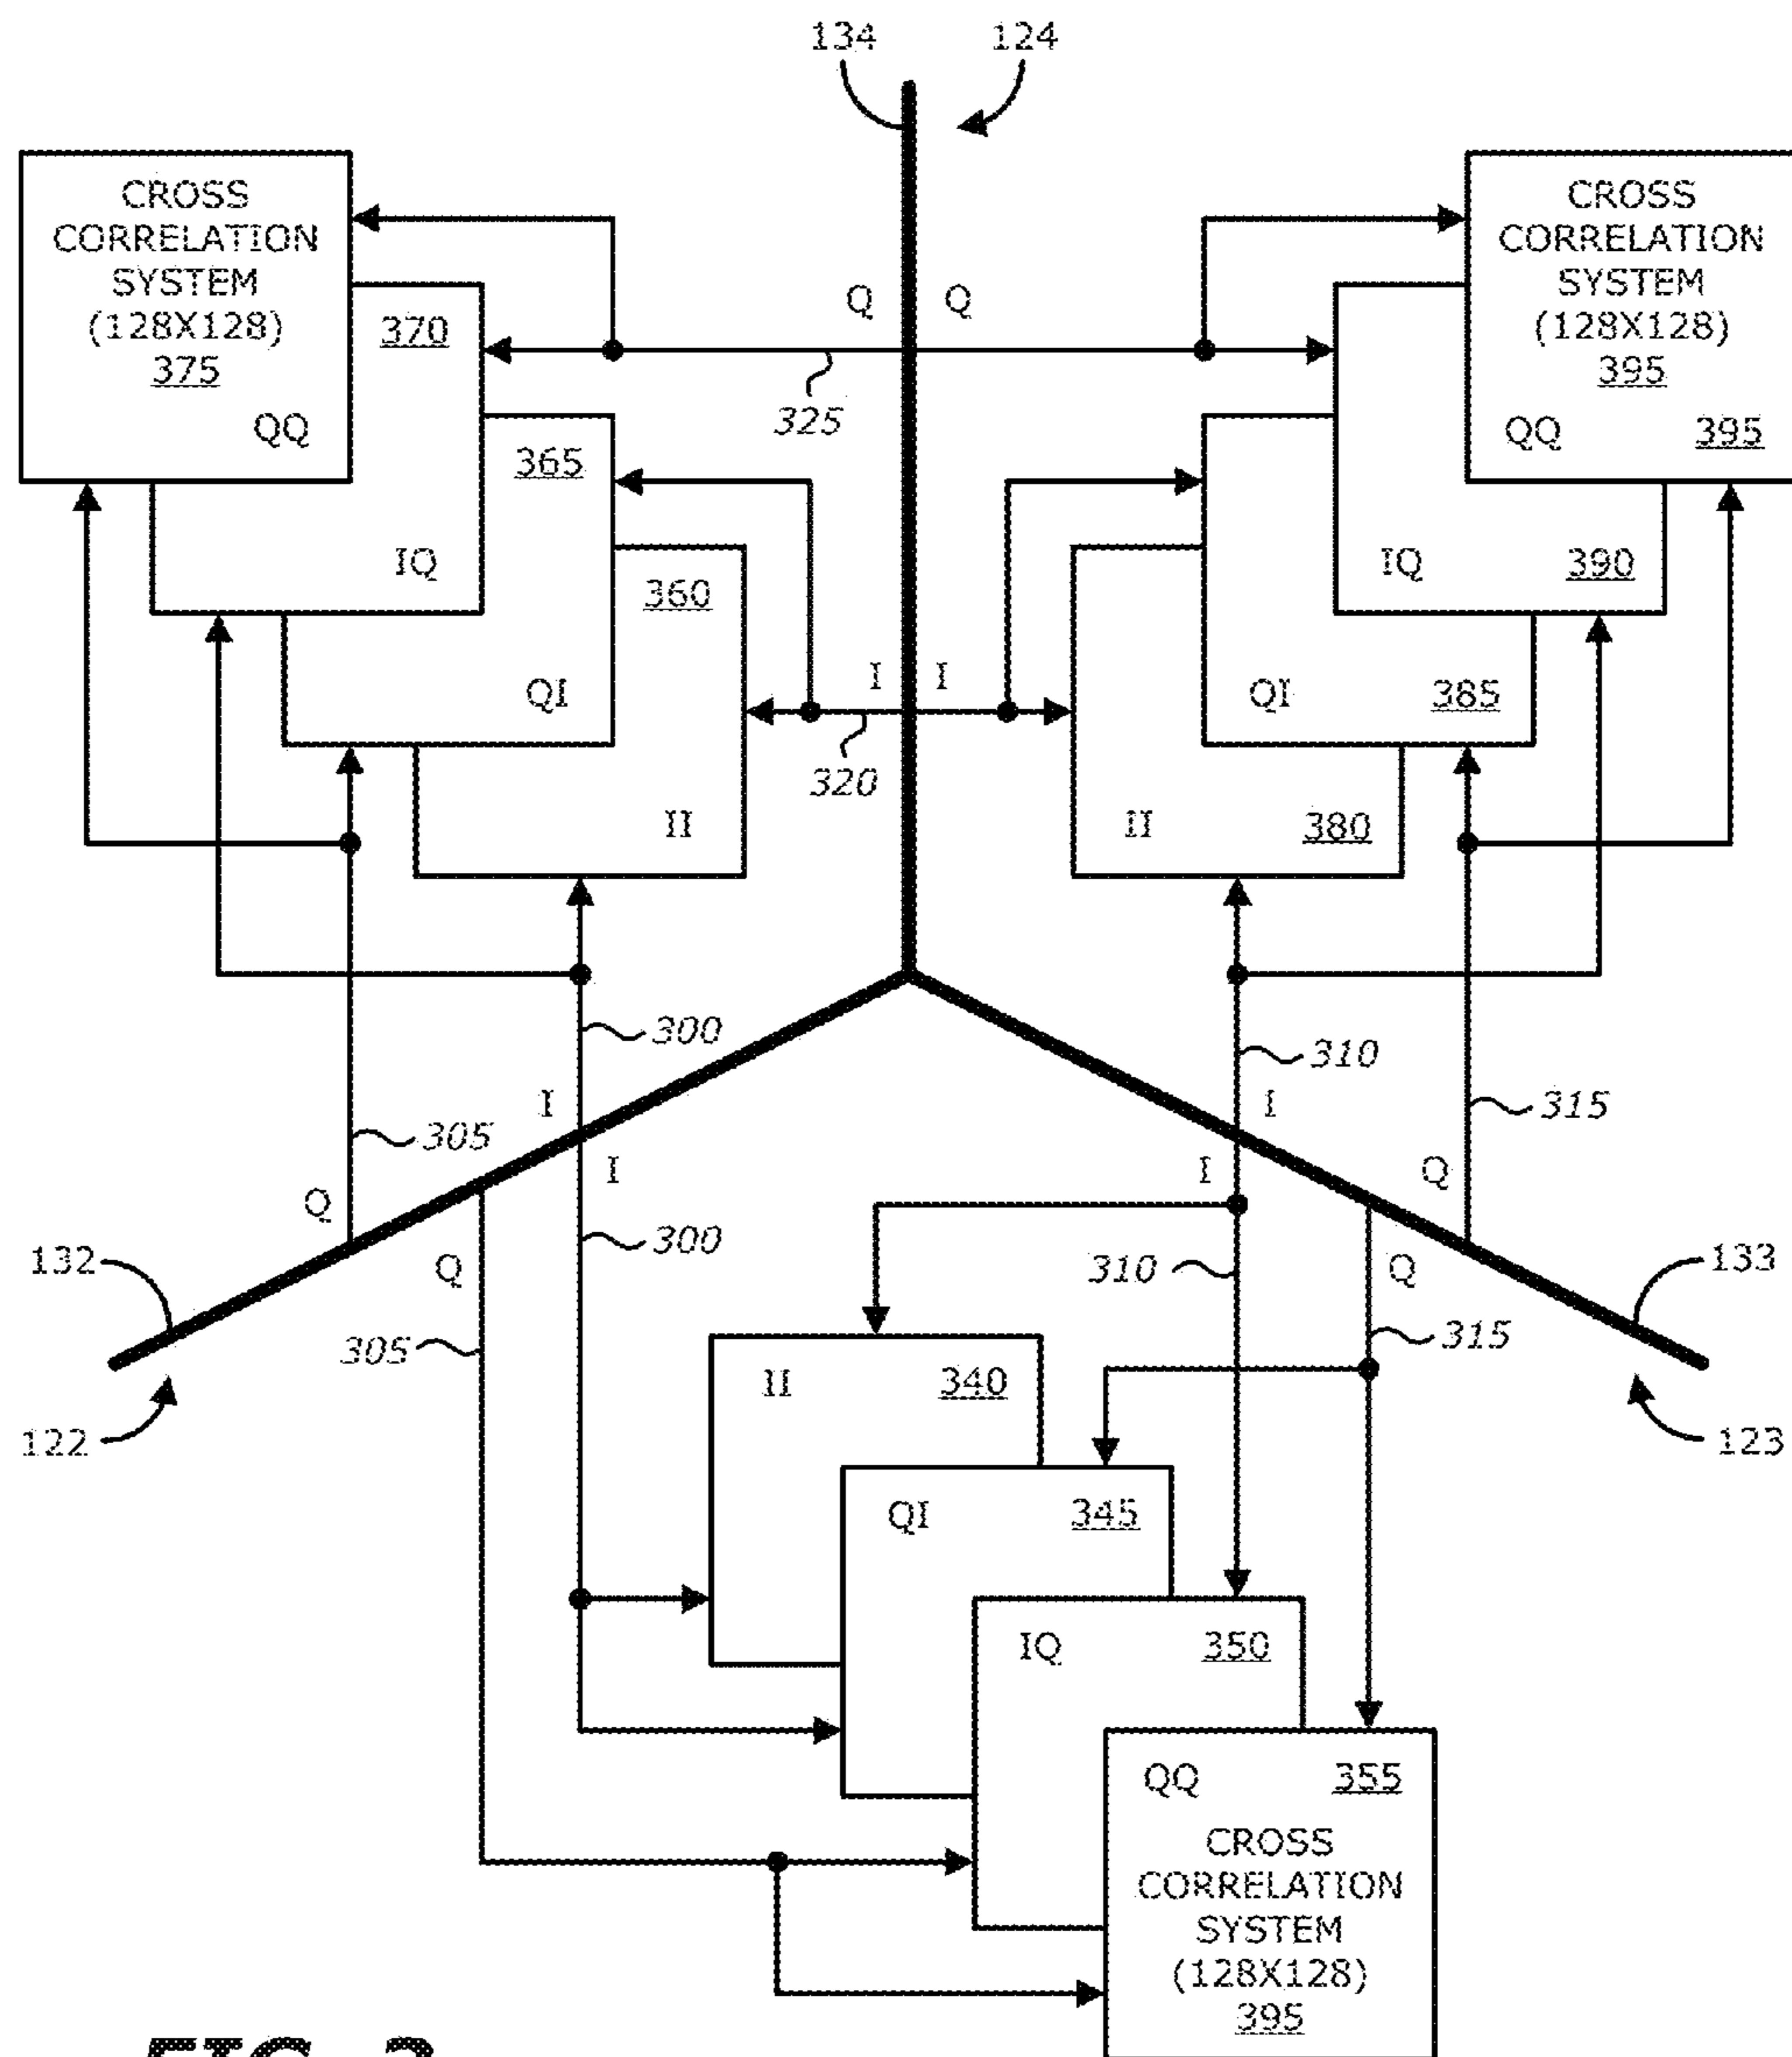 134
124
CROSS
CORRELATION
SYSTEM
(128X128)
375
QQ
370
IQ
365
QI
360
II
CROSS
CORRELATION
SYSTEM
(128X128)
395
QQ
395
IQ
390
QI
385
II
380
Q
Q
325
I
I
320
300
310
I
I
305
315
Q
I
I
Q
132
Q
300
310
Q
133
305
315
122
123
II
340
QI
345
IQ
350
QQ
355
CROSS
CORRELATION
SYSTEM
(128X128)
395